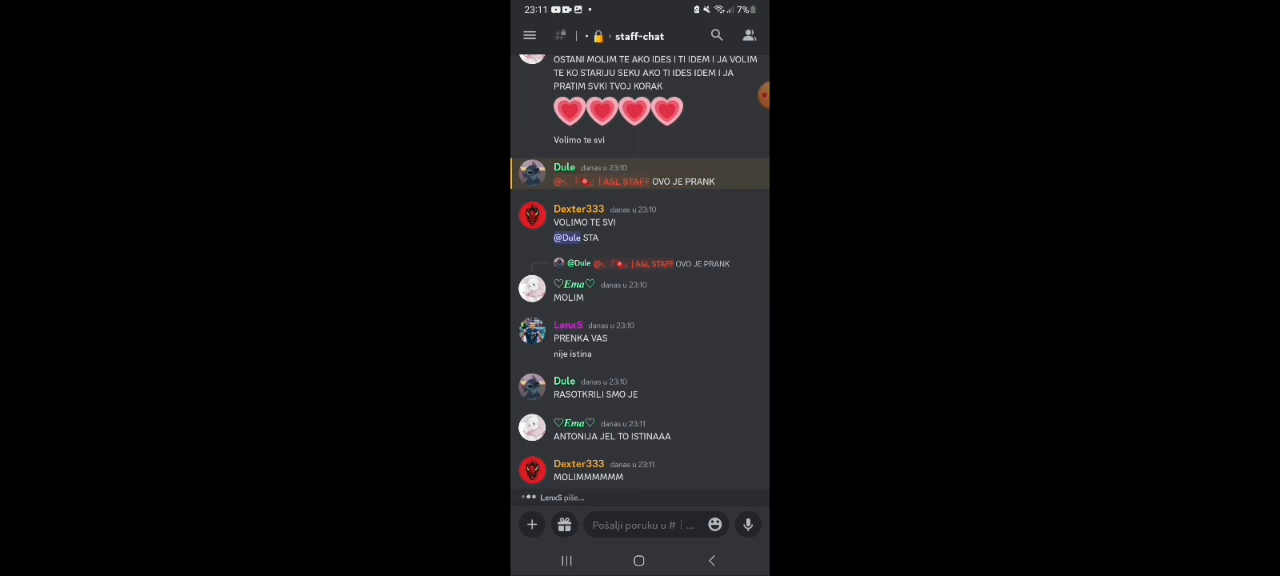 23:11
7%
staff-chat
OSTANI MOLIM TE AKO IDES I TI IDEM I JA VOLIM
TE KO STARIJU SEKU AKO TI IDES IDEM I JA
PRATIM SVKI TVOJ KORAK
Volimo te svi
Dule danas u 23:10
| A&L STAFF OVO JE PRANK
Dexter333 danas u 23:10
VOLIMO TE SVI
@Dule STA
@Dule | A&L STAFF OVO JE PRANK
♡Ema♡ danas u 23:10
MOLIM
LenxS danas u 23:10
PRENKA VAS
nije istina
Dule danas u 23:10
RASOTKRILI SMO JE
♡Ema♡ danas u 23:11
ANTONIJA JEL TO ISTINAAA
Dexter333 danas u 23:11
MOLIMMMMMM
LenxS piše...
Pošalji poruku u # | ...